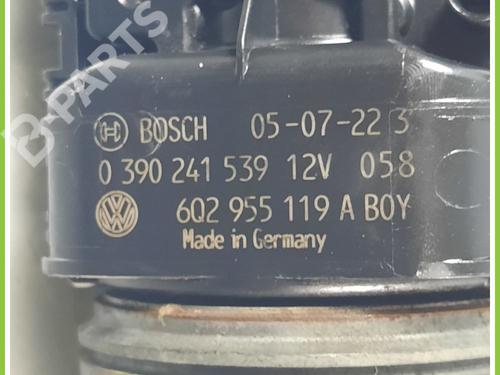 B-PARTS
BOSCH 05-07-22 3
0 390 241 539 12V 058
6Q2 955 119 A BOY
Made in Germany